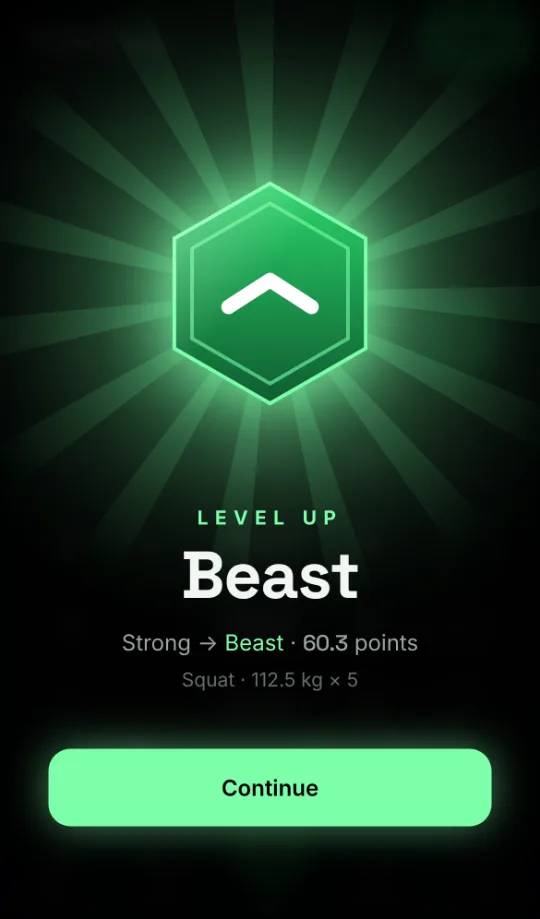 LEVEL UP
Beast
Strong → Beast · 60.3 points
Squat · 112.5 kg × 5
Continue